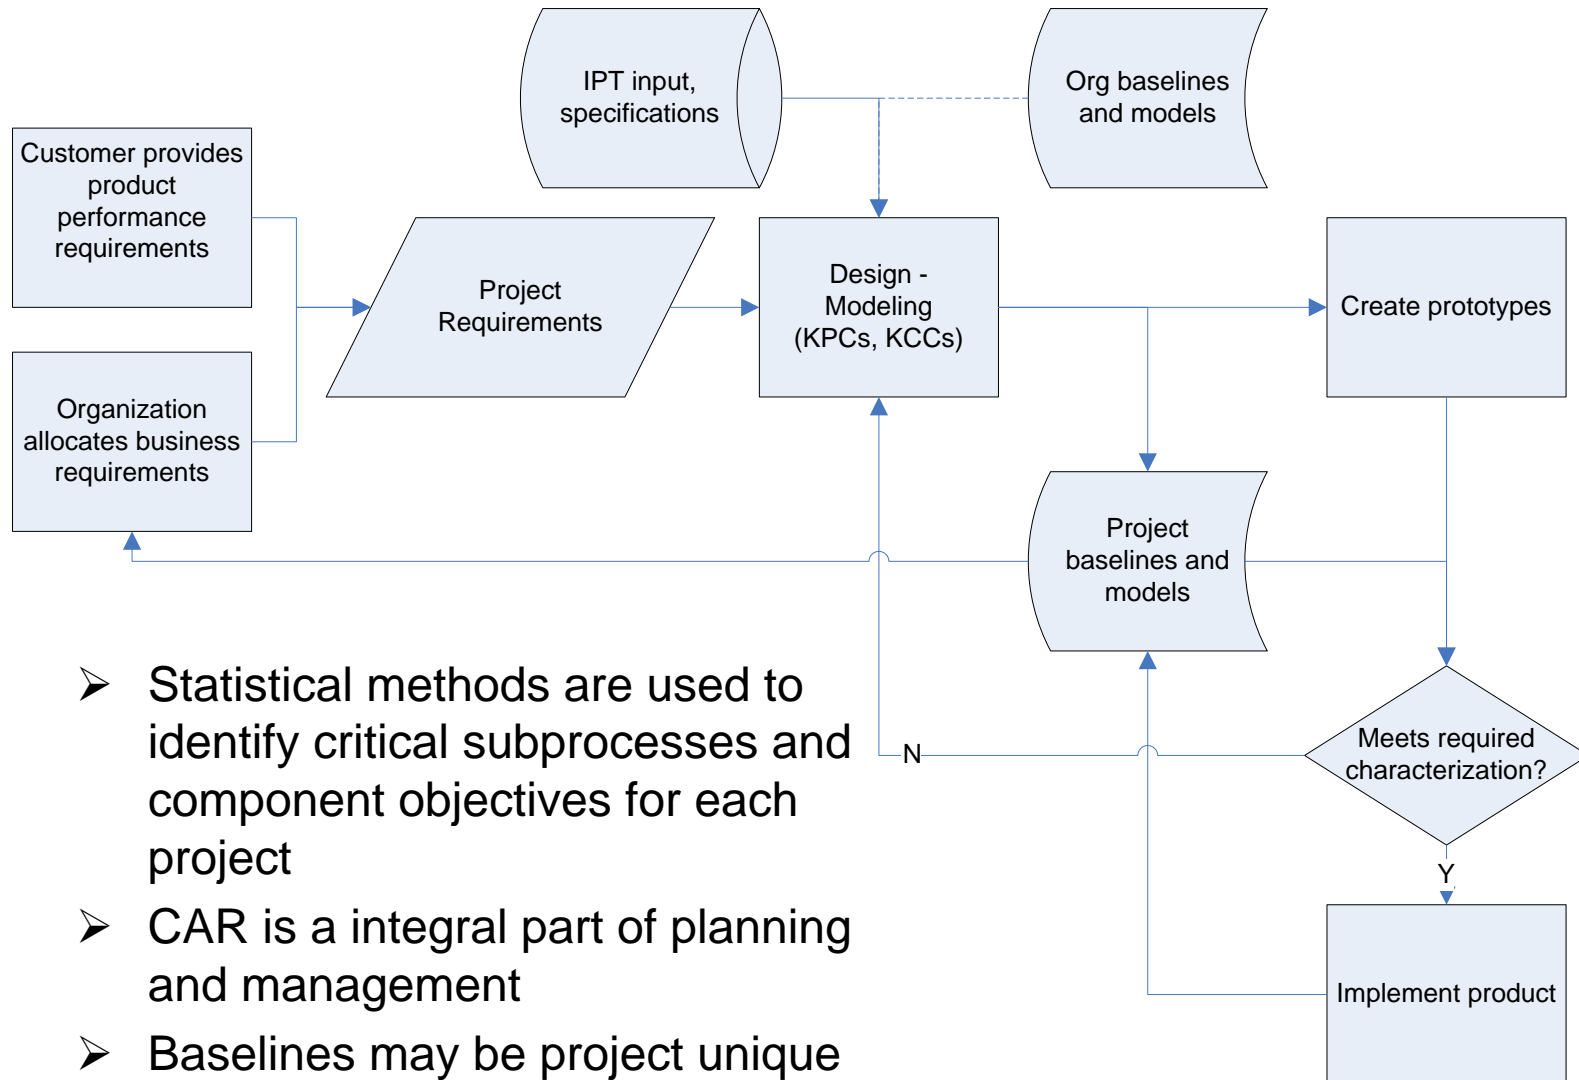 IPT input,
specifications
Org baselines
and models
Customer provides
product
performance
requirements
Project
Requirements
Design -
Modeling
(KPCs, KCCs)
Create prototypes
Organization
allocates business
requirements
Project
baselines and
models
➢ Statistical methods are used to
identify critical subprocesses and
component objectives for each
project
➢ CAR is a integral part of planning
and management
➢ Baselines may be project unique
N
Meets required
characterization?
Y
Implement product